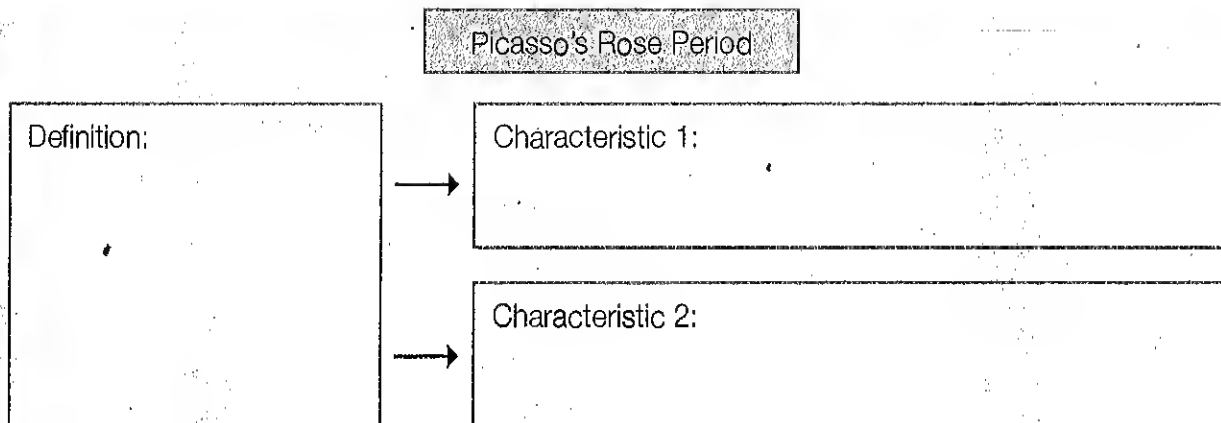 Picasso's Rose Period
Definition:
Characteristic 1:
Characteristic 2: